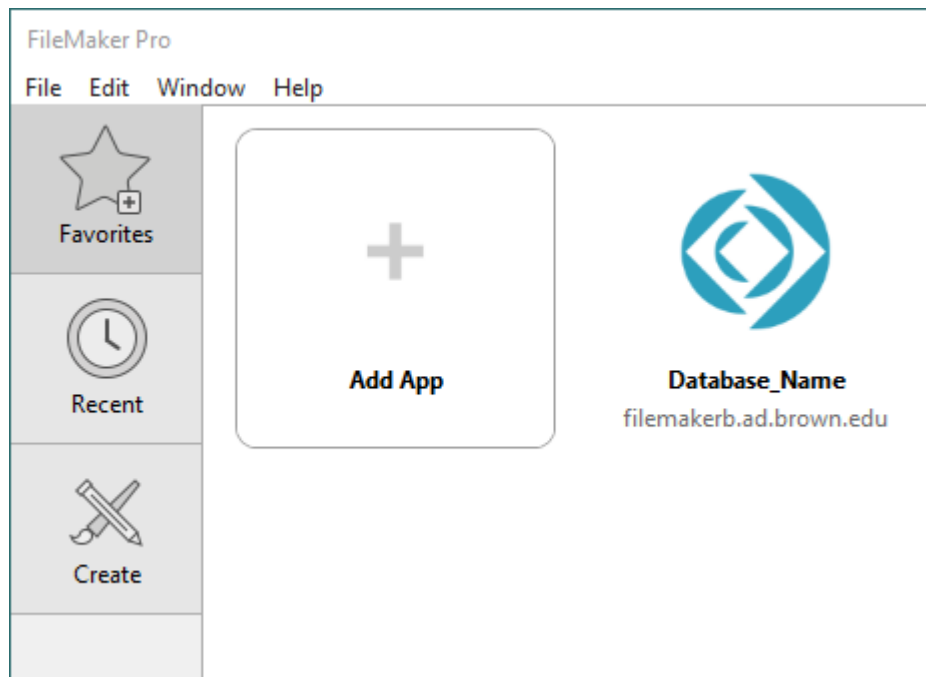 FileMaker Pro
File Edit Window Help
Favorites
Recent
Create
Add App
Database_Name
filemakerb.ad.brown.edu